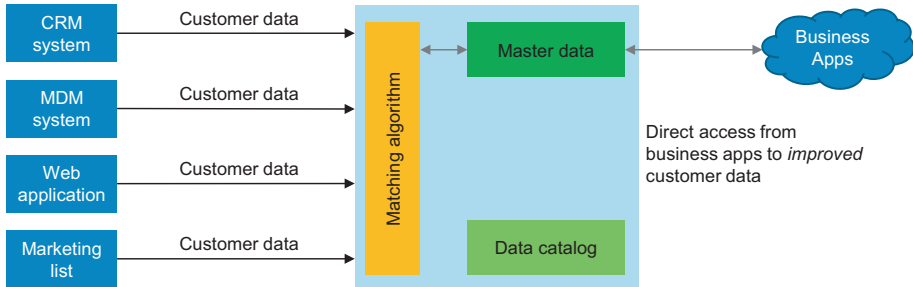 CRM
system
Customer data
MDM
system
Customer data
Web
application
Customer data
Marketing
list
Customer data
Matching algorithm
Master data
Data catalog
Business
Apps
Direct access from
business apps to improved
customer data